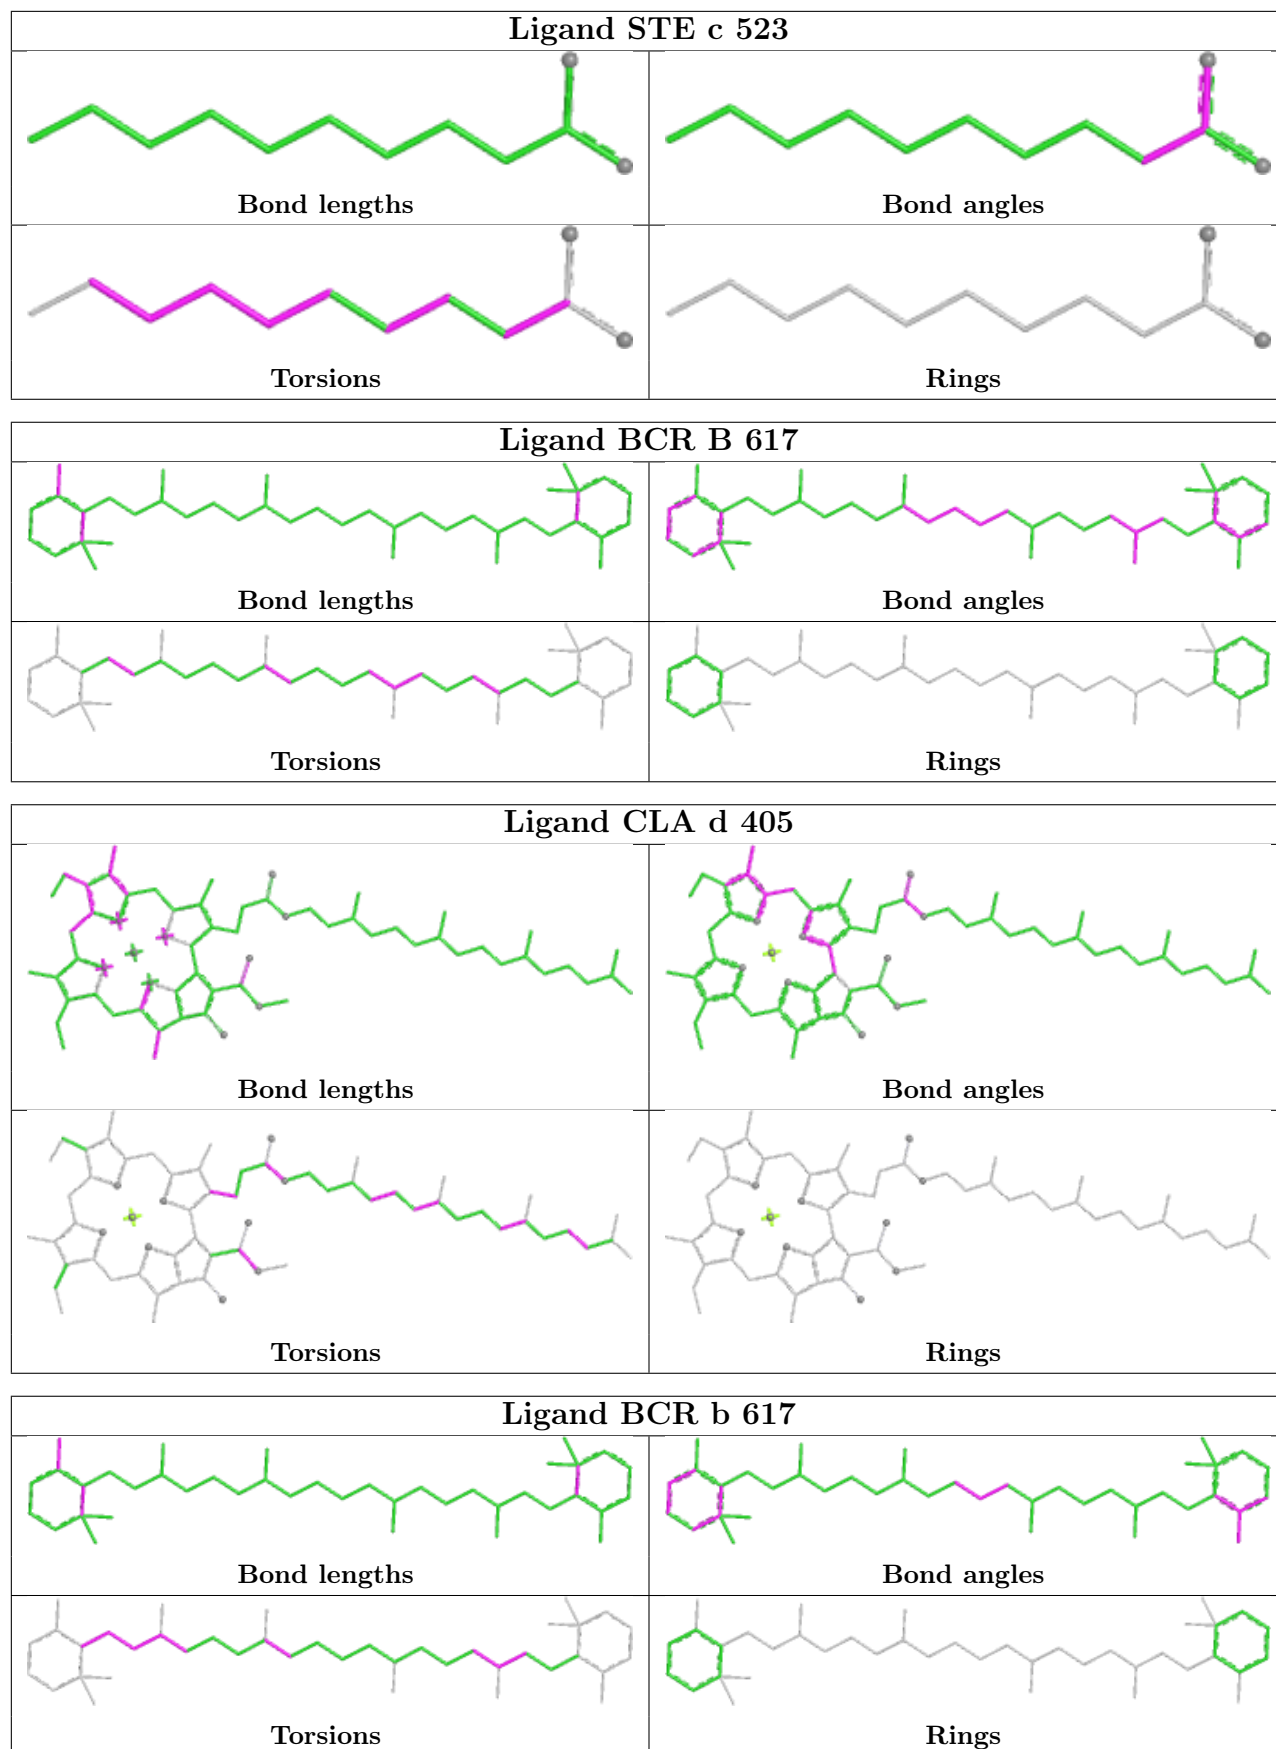 Ligand STE c 523
Bond lengths
Bond angles
Torsions
Rings
Ligand BCR B 617
Bond lengths
Bond angles
Torsions
Rings
Ligand CLA d 405
Bond lengths
Bond angles
Torsions
Rings
Ligand BCR b 617
Bond lengths
Bond angles
Torsions
Rings